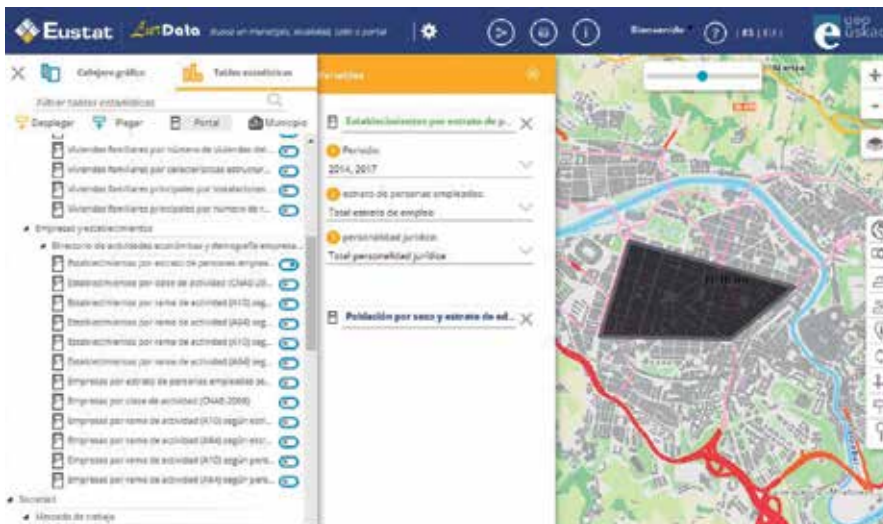 Eustat LurData Busca un municipio, localidad, calle o portal Bienvenido ? | ES |
Callejero gráfico Tablas estadísticas
Filtrar tablas estadísticas
Desplegar Plegar Portal Municipio
Viviendas familiares por número de viviendas del...
Viviendas familiares por características estructur...
Viviendas familiares principales por instalaciones...
Viviendas familiares principales por número de r...
Empresas y establecimientos
Directorio de actividades económicas y demografía empresa...
Establecimientos por estrato de personas emplea...
Establecimientos por clase de actividad (CNAE-20...
Establecimientos por rama de actividad (A10) seg...
Establecimientos por rama de actividad (A64) seg...
Establecimientos por rama de actividad (A10) seg...
Establecimientos por rama de actividad (A64) seg...
Empresas por estrato de personas empleadas se...
Empresas por clase de actividad (CNAE-2009)
Empresas por rama de actividad (A10) según estr...
Empresas por rama de actividad (A64) según estr...
Empresas por rama de actividad (A10) según pers...
Empresas por rama de actividad (A64) según pers...
Sociedad
Mercado de trabajo
Establecimientos por estrato de p...
Periodo:
2014, 2017
estrato de personas empleadas:
Total estrato de empleo
personalidad jurídica:
Total personalidad jurídica
Población por sexo y estrato de ed...